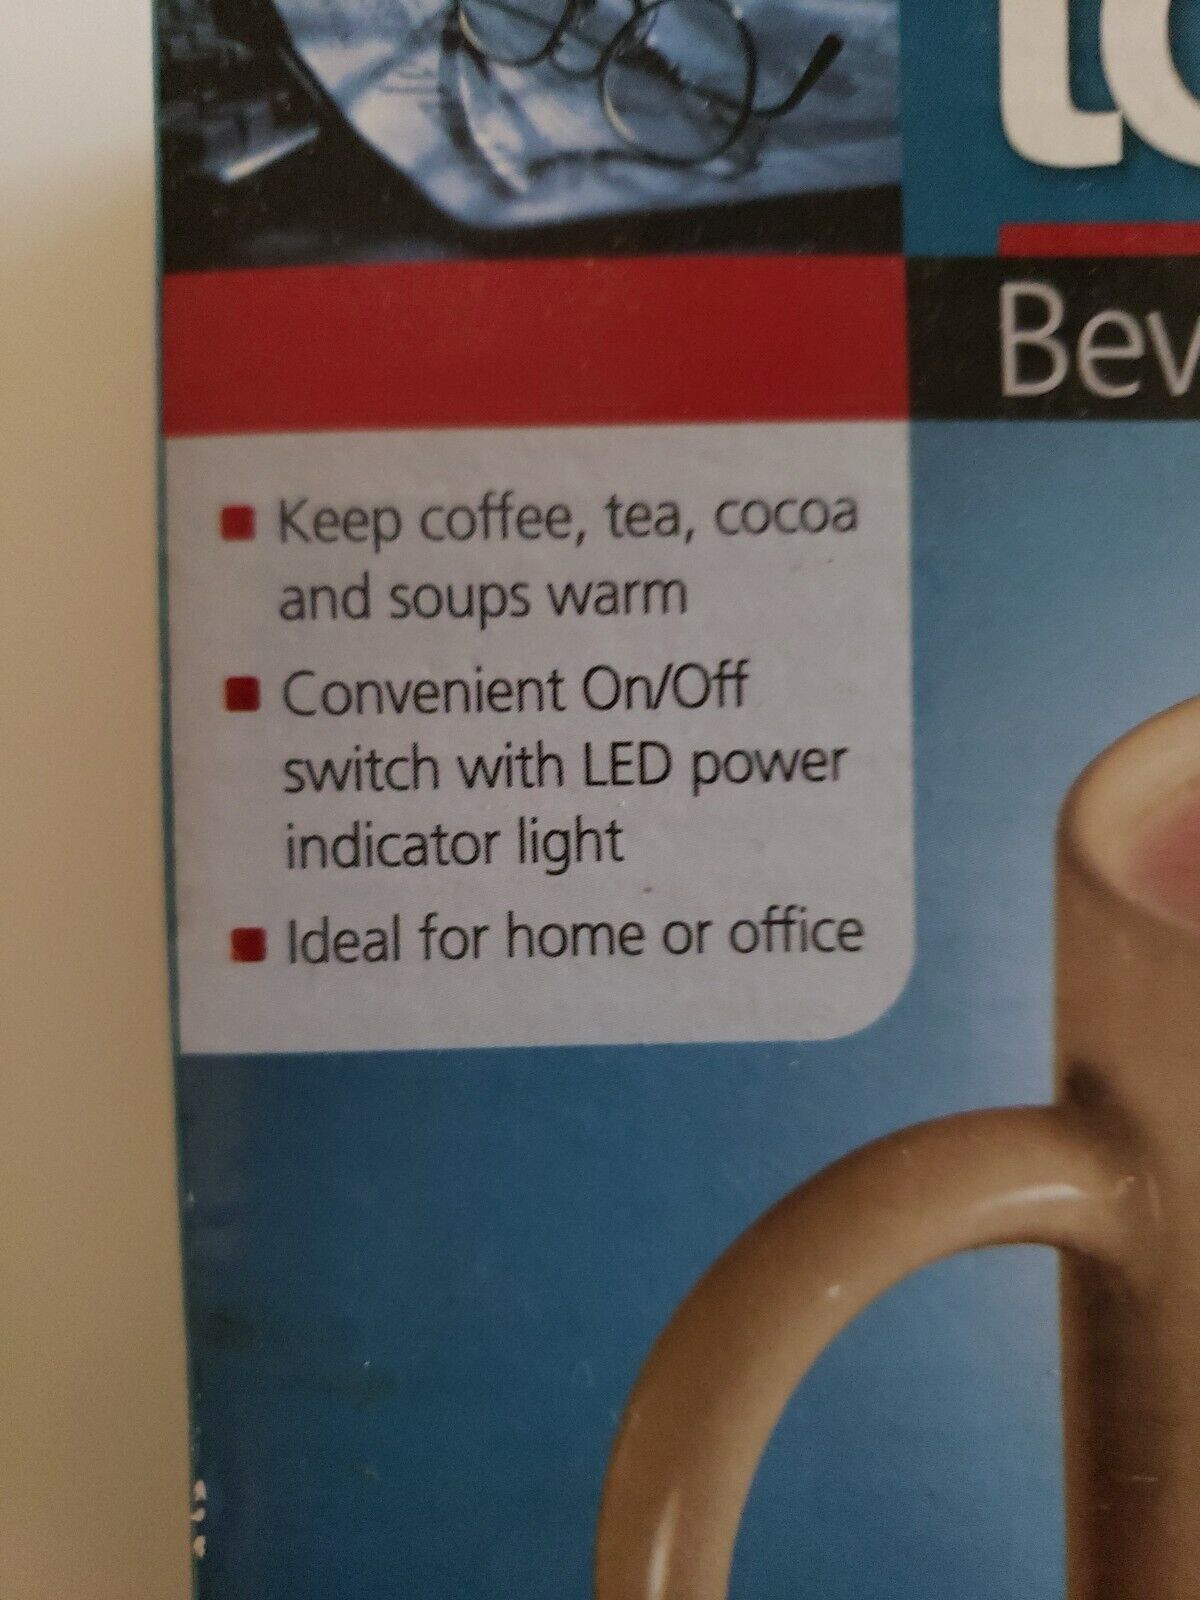 Keep coffee, tea, cocoa
and soups warm
Convenient On/Off
switch with LED power
indicator light
Ideal for home or office